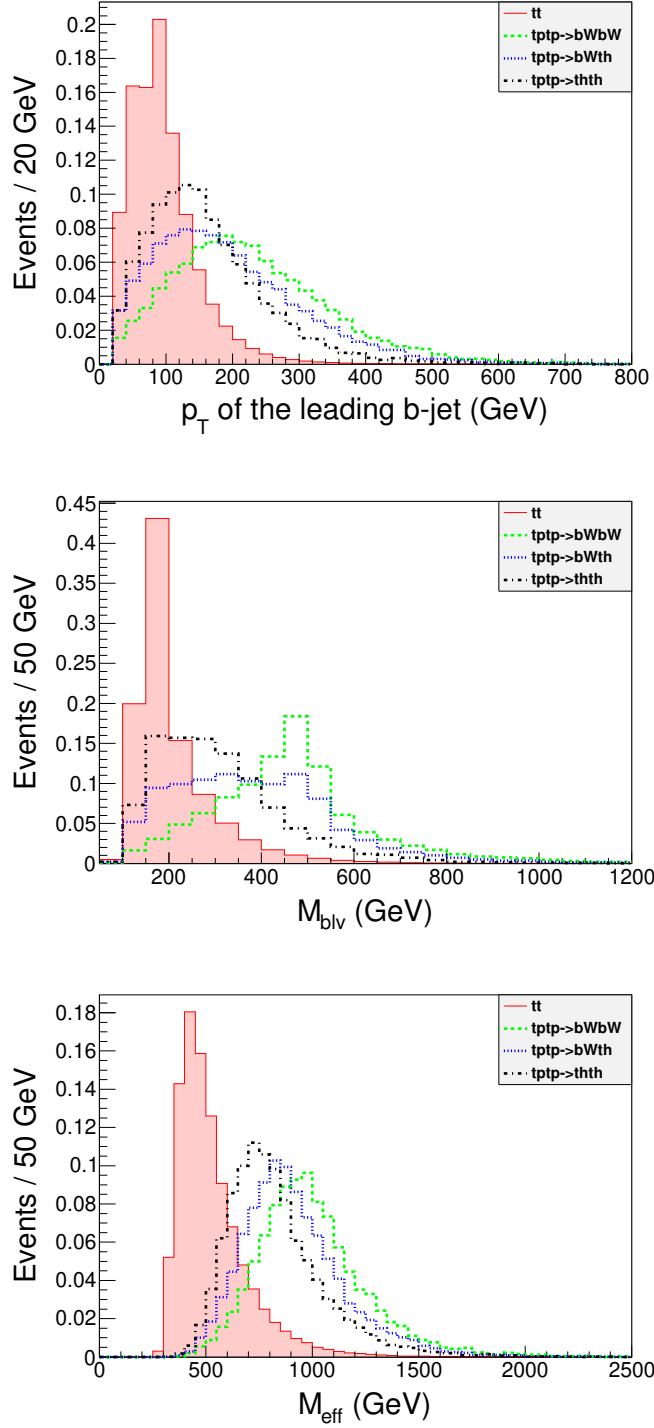 tt
tptp->bWbW
tptp->bWth
tptp->thth
Events / 20 GeV
0.2
0.18
0.16
0.14
0.12
0.1
0.08
0.06
0.04
0.02
0
0 100 200 300 400 500 600 700 800
p_T of the leading b-jet (GeV)
tt
tptp->bWbW
tptp->bWth
tptp->thth
Events / 50 GeV
0.45
0.4
0.35
0.3
0.25
0.2
0.15
0.1
0.05
0
200 400 600 800 1000 1200
M_blν (GeV)
tt
tptp->bWbW
tptp->bWth
tptp->thth
Events / 50 GeV
0.18
0.16
0.14
0.12
0.1
0.08
0.06
0.04
0.02
0
0 500 1000 1500 2000 2500
M_eff (GeV)